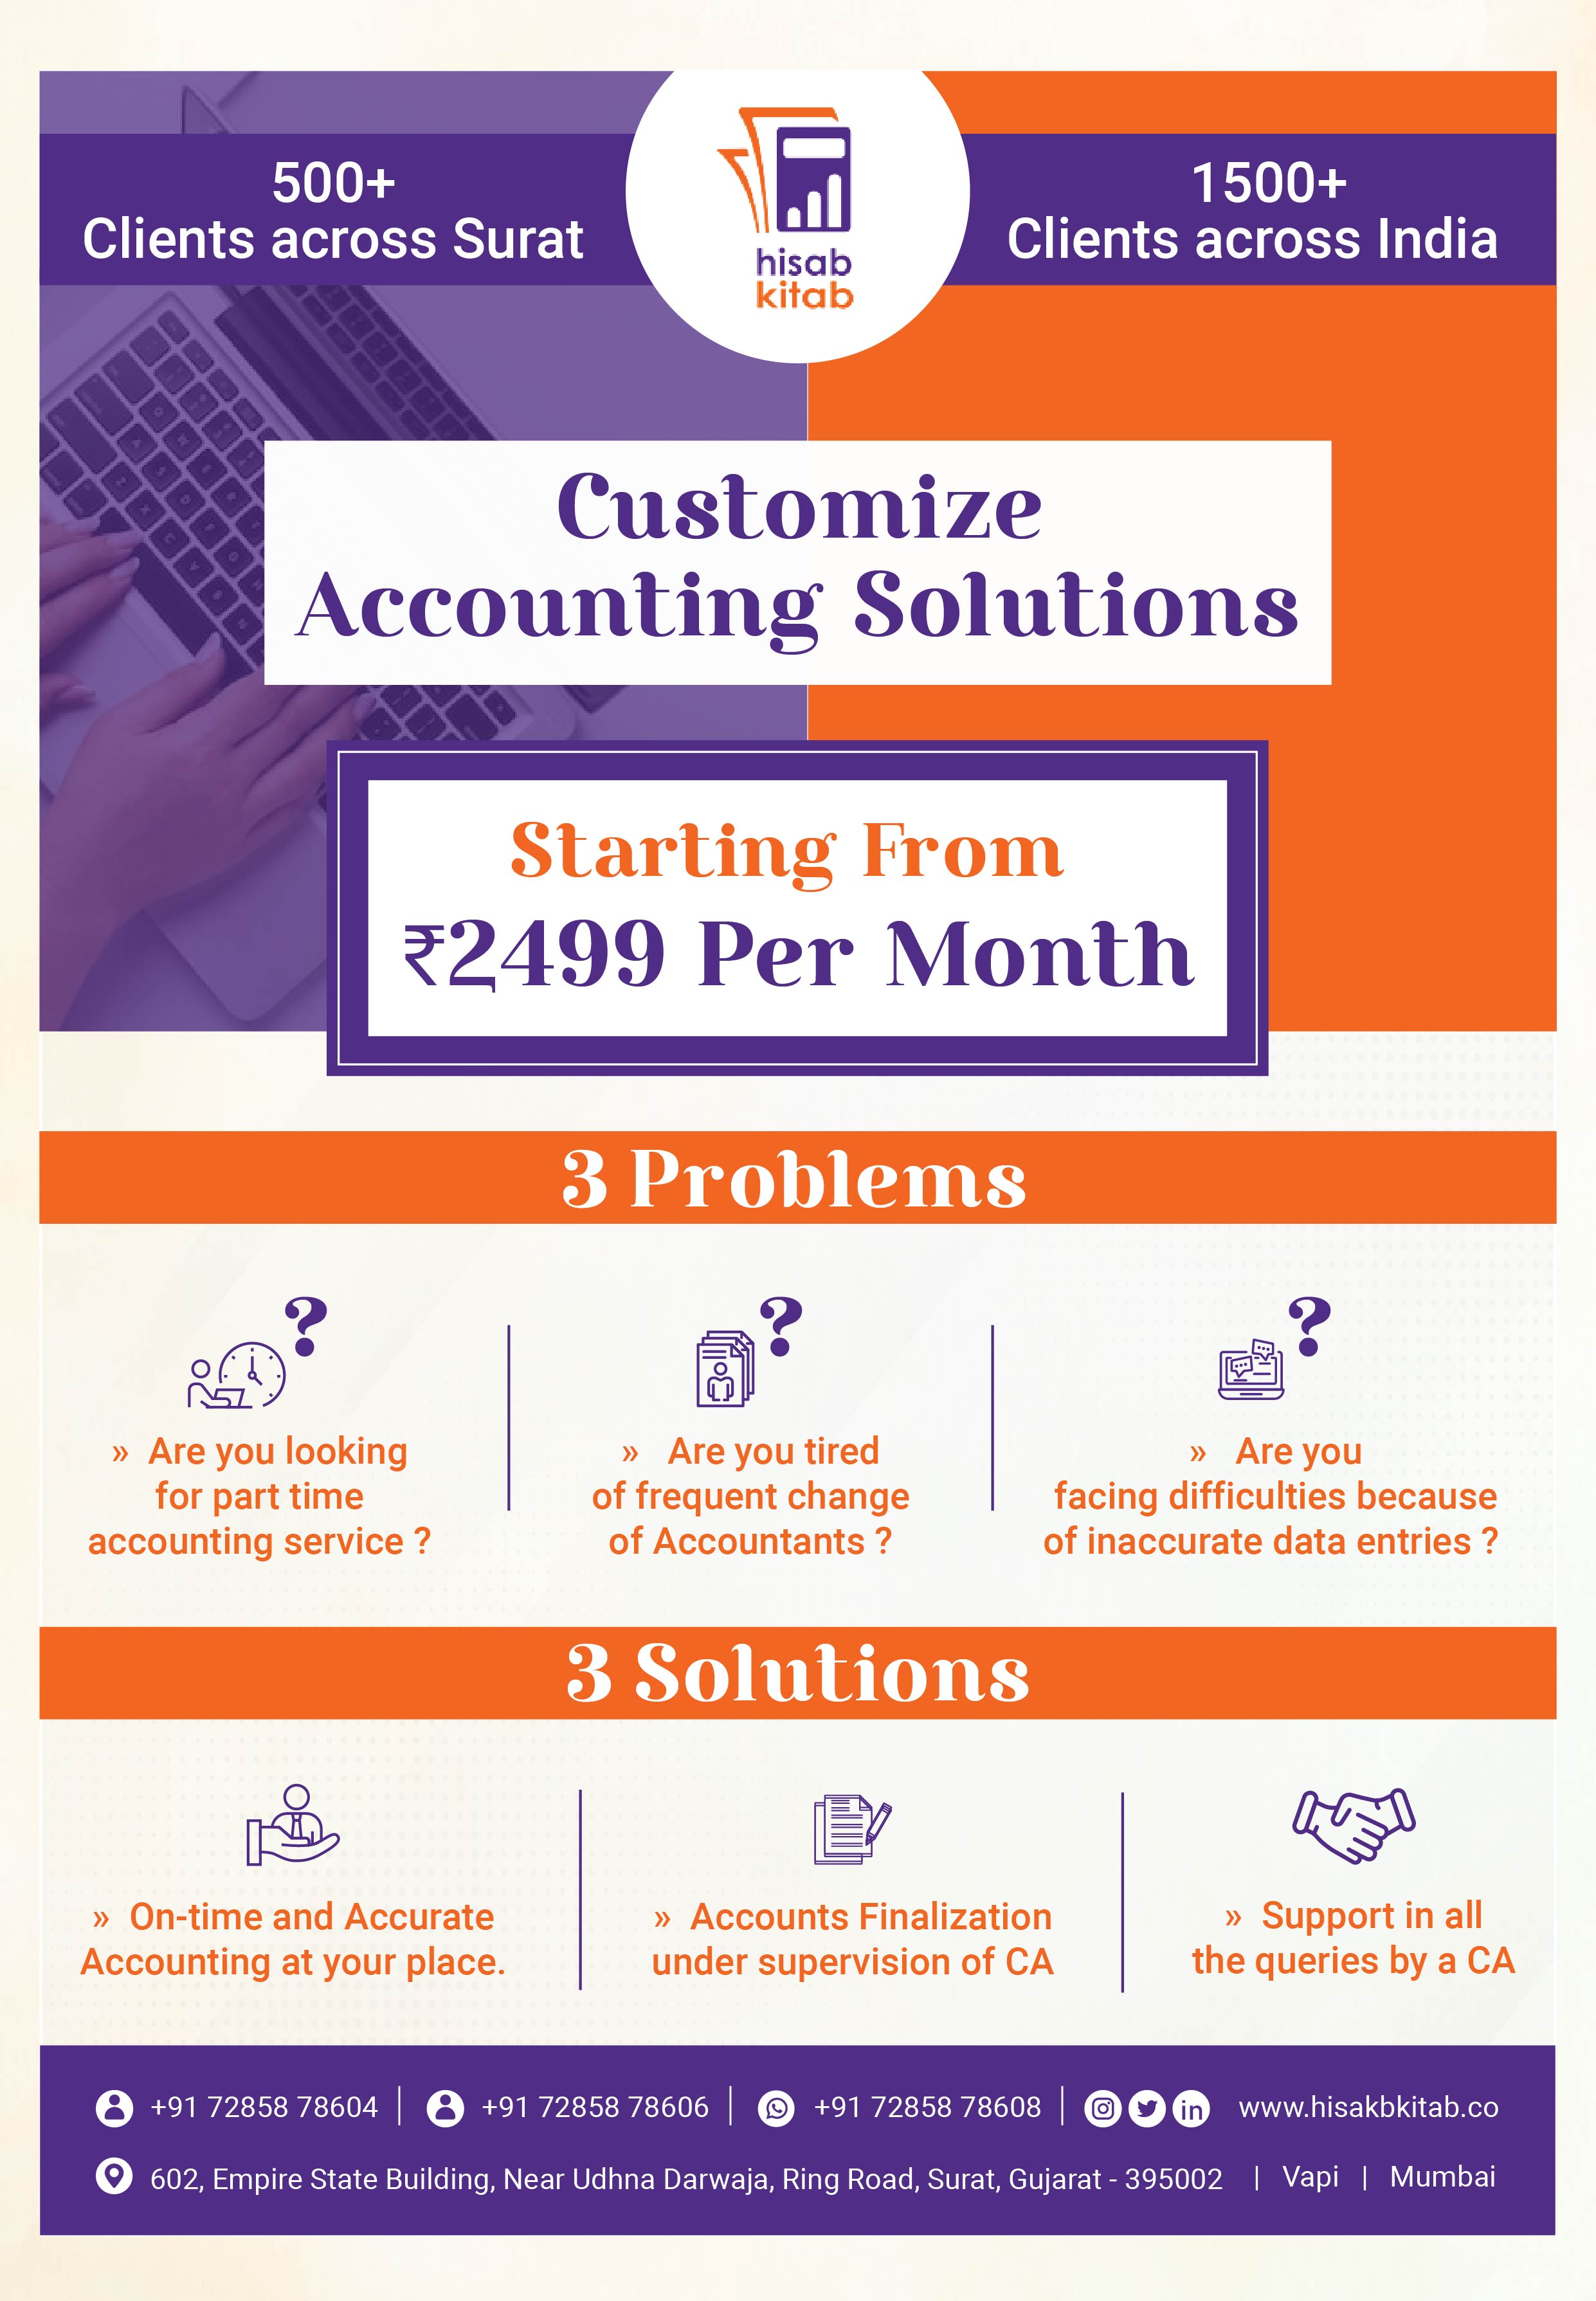 500+
Clients across Surat
hisab
kitab
1500+
Clients across India
Customize
Accounting Solutions
Starting From
₹2499 Per Month
3 Problems
» Are you looking
for part time
accounting service ?
» Are you tired
of frequent change
of Accountants ?
» Are you
facing difficulties because
of inaccurate data entries ?
3 Solutions
» On-time and Accurate
Accounting at your place.
» Accounts Finalization
under supervision of CA
» Support in all
the queries by a CA
+91 72858 78604 | +91 72858 78606 | +91 72858 78608 | in www.hisakbkitab.co
602, Empire State Building, Near Udhna Darwaja, Ring Road, Surat, Gujarat - 395002 | Vapi | Mumbai